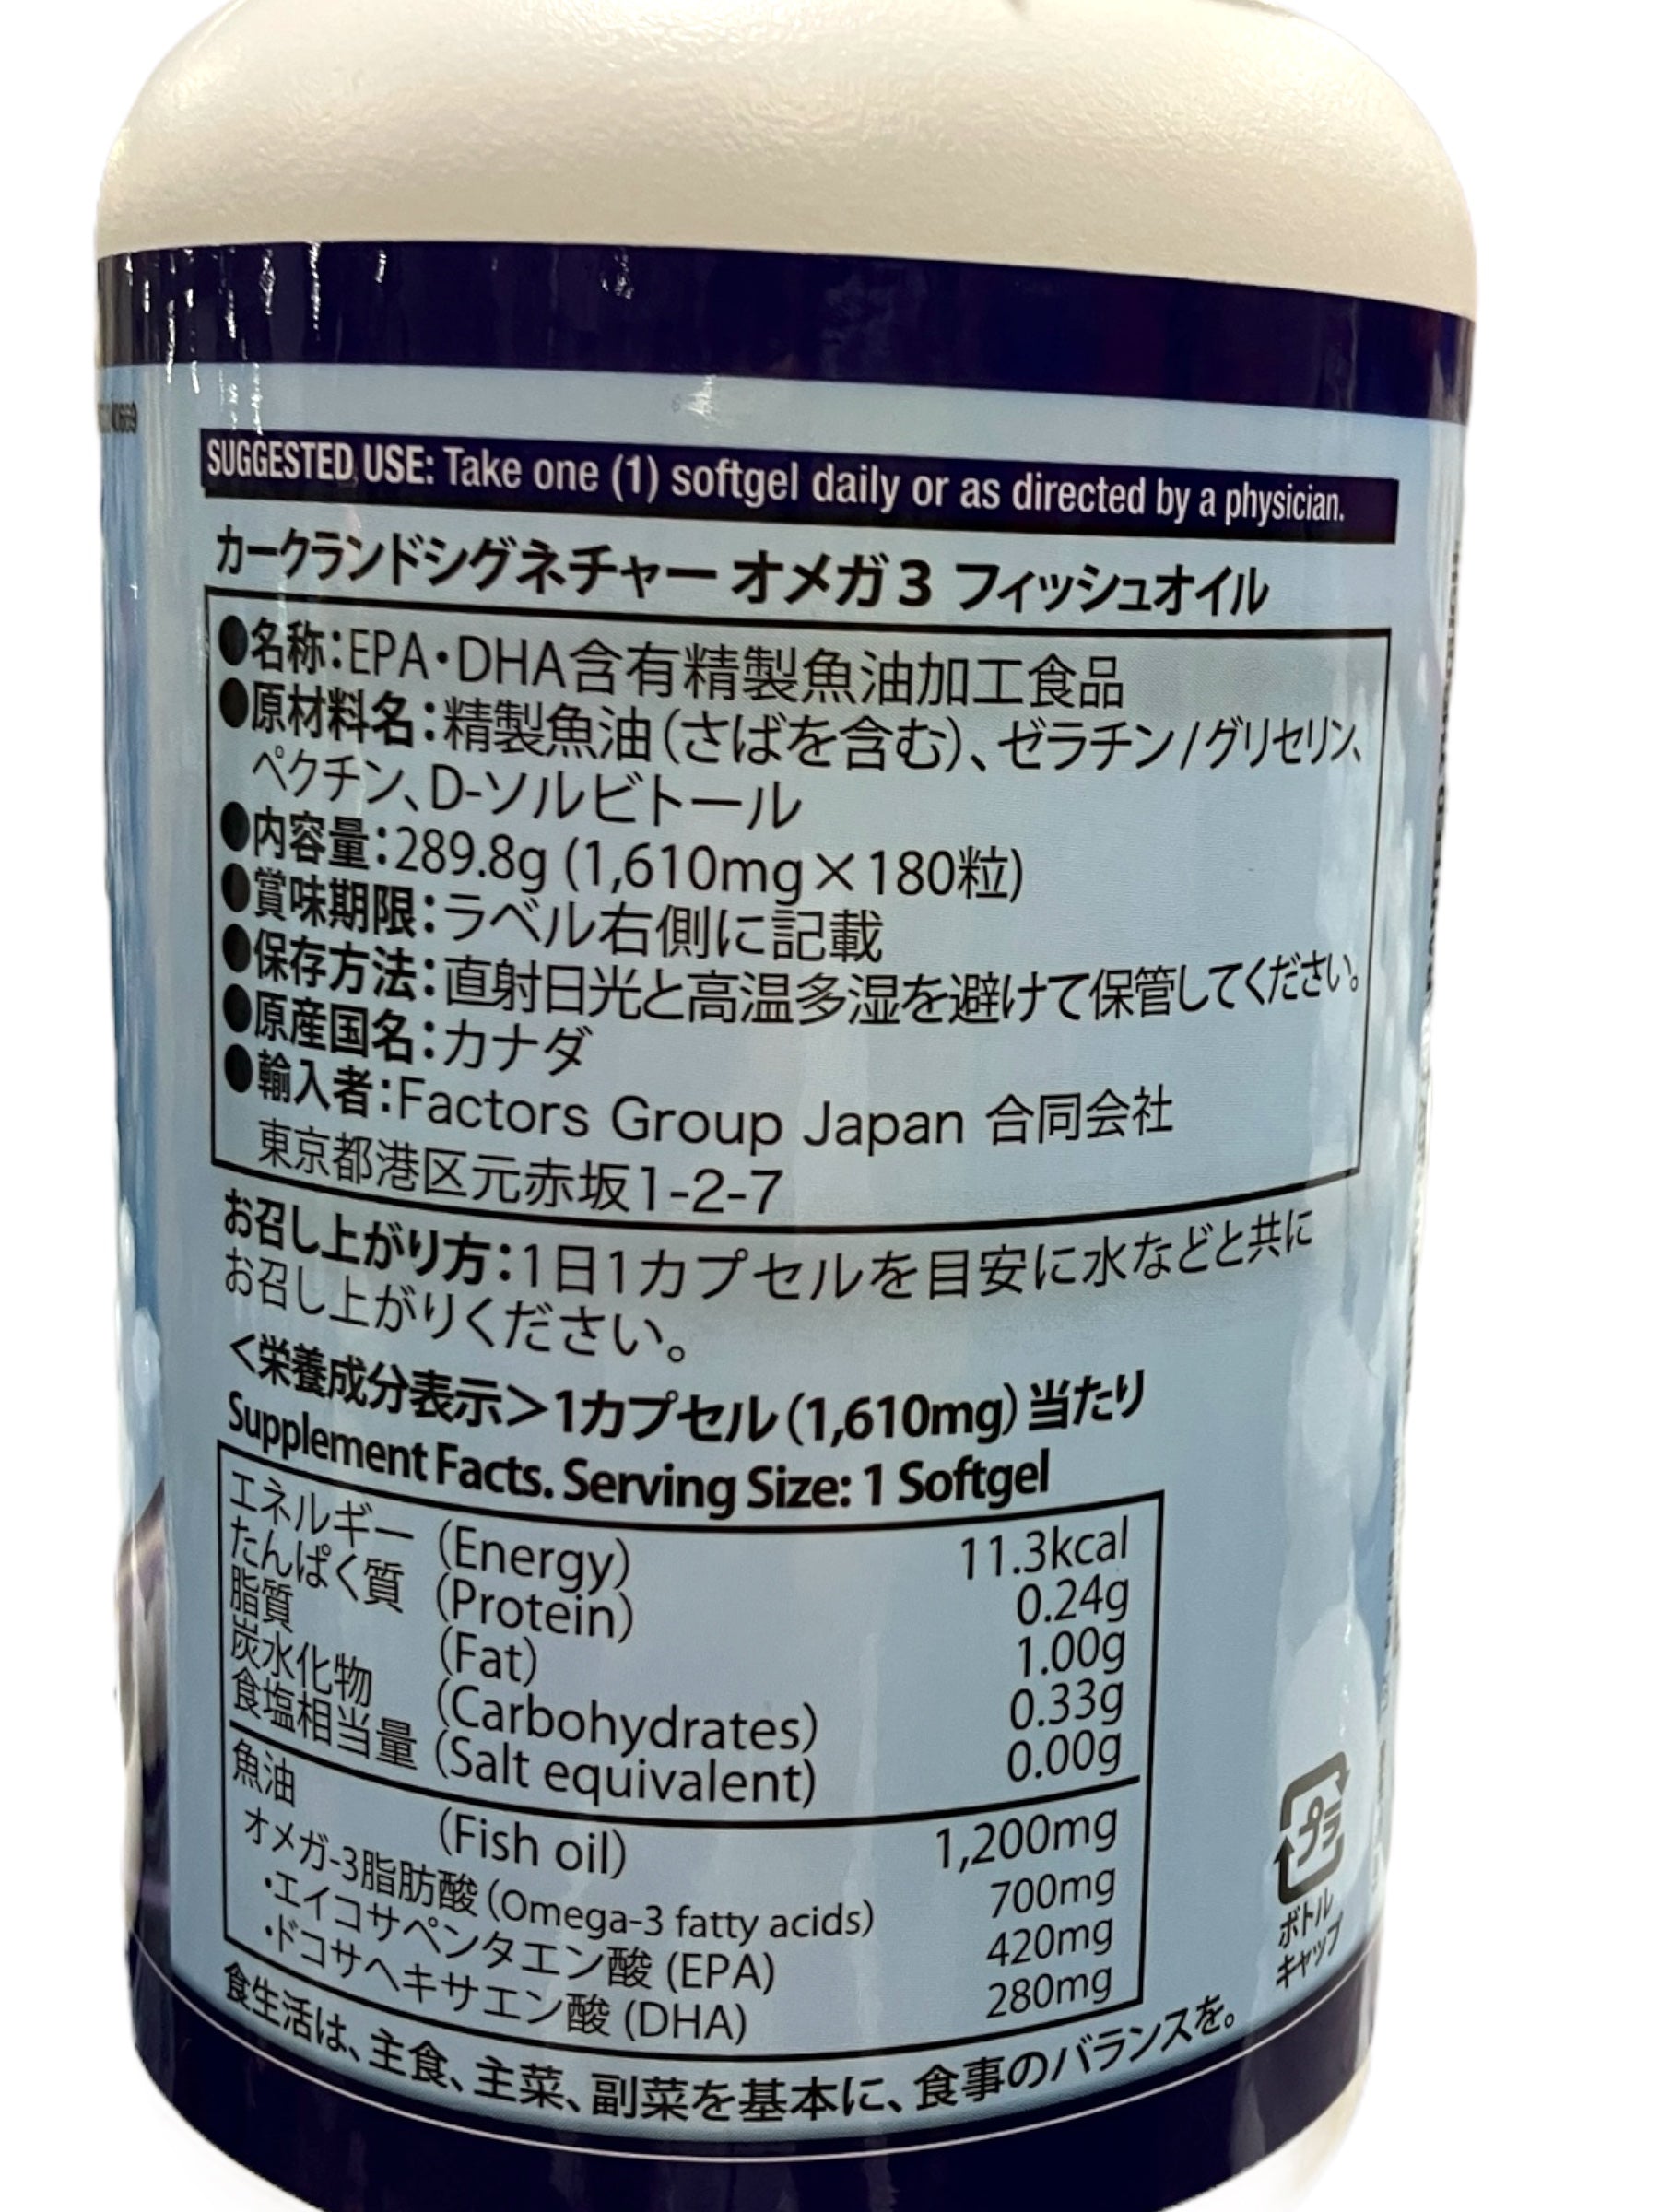 SUGGESTED USE: Take one (1) softgel daily or as directed by a physician.
カークランドシグネチャー オメガ3 フィッシュオイル
●名称：EPA・DHA含有精製魚油加工食品
●原材料名：精製魚油（さばを含む）、ゼラチン/グリセリン、
ペクチン、D-ソルビトール
●内容量：289.8g (1,610mg×180粒)
●賞味期限：ラベル右側に記載
●保存方法：直射日光と高温多湿を避けて保管してください。
●原産国名：カナダ
●輸入者：Factors Group Japan 合同会社
東京都港区元赤坂1-2-7
お召し上がり方：1日1カプセルを目安に水などと共に
お召し上がりください。
＜栄養成分表示＞1カプセル（1,610mg）当たり
Supplement Facts. Serving Size: 1 Softgel
エネルギー (Energy) 11.3kcal
たんぱく質 (Protein) 0.24g
脂質 (Fat) 1.00g
炭水化物 (Carbohydrates) 0.33g
食塩相当量 (Salt equivalent) 0.00g
魚油 (Fish oil) 1,200mg
オメガ-3脂肪酸 (Omega-3 fatty acids) 700mg
・エイコサペンタエン酸 (EPA) 420mg
・ドコサヘキサエン酸 (DHA) 280mg
食生活は、主食、主菜、副菜を基本に、食事のバランスを。
プラ
ボトル
キャップ